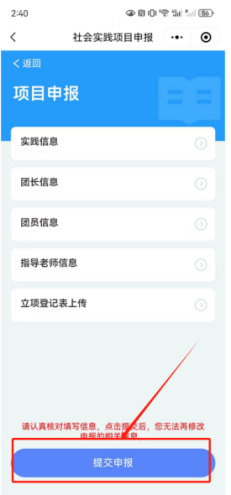 2:40
社会实践项目申报
返回
项目申报
实践信息
团长信息
团员信息
指导老师信息
立项登记表上传
请认真核对填写信息，点击提交后，您无法再修改
申报的相关信息
提交申报